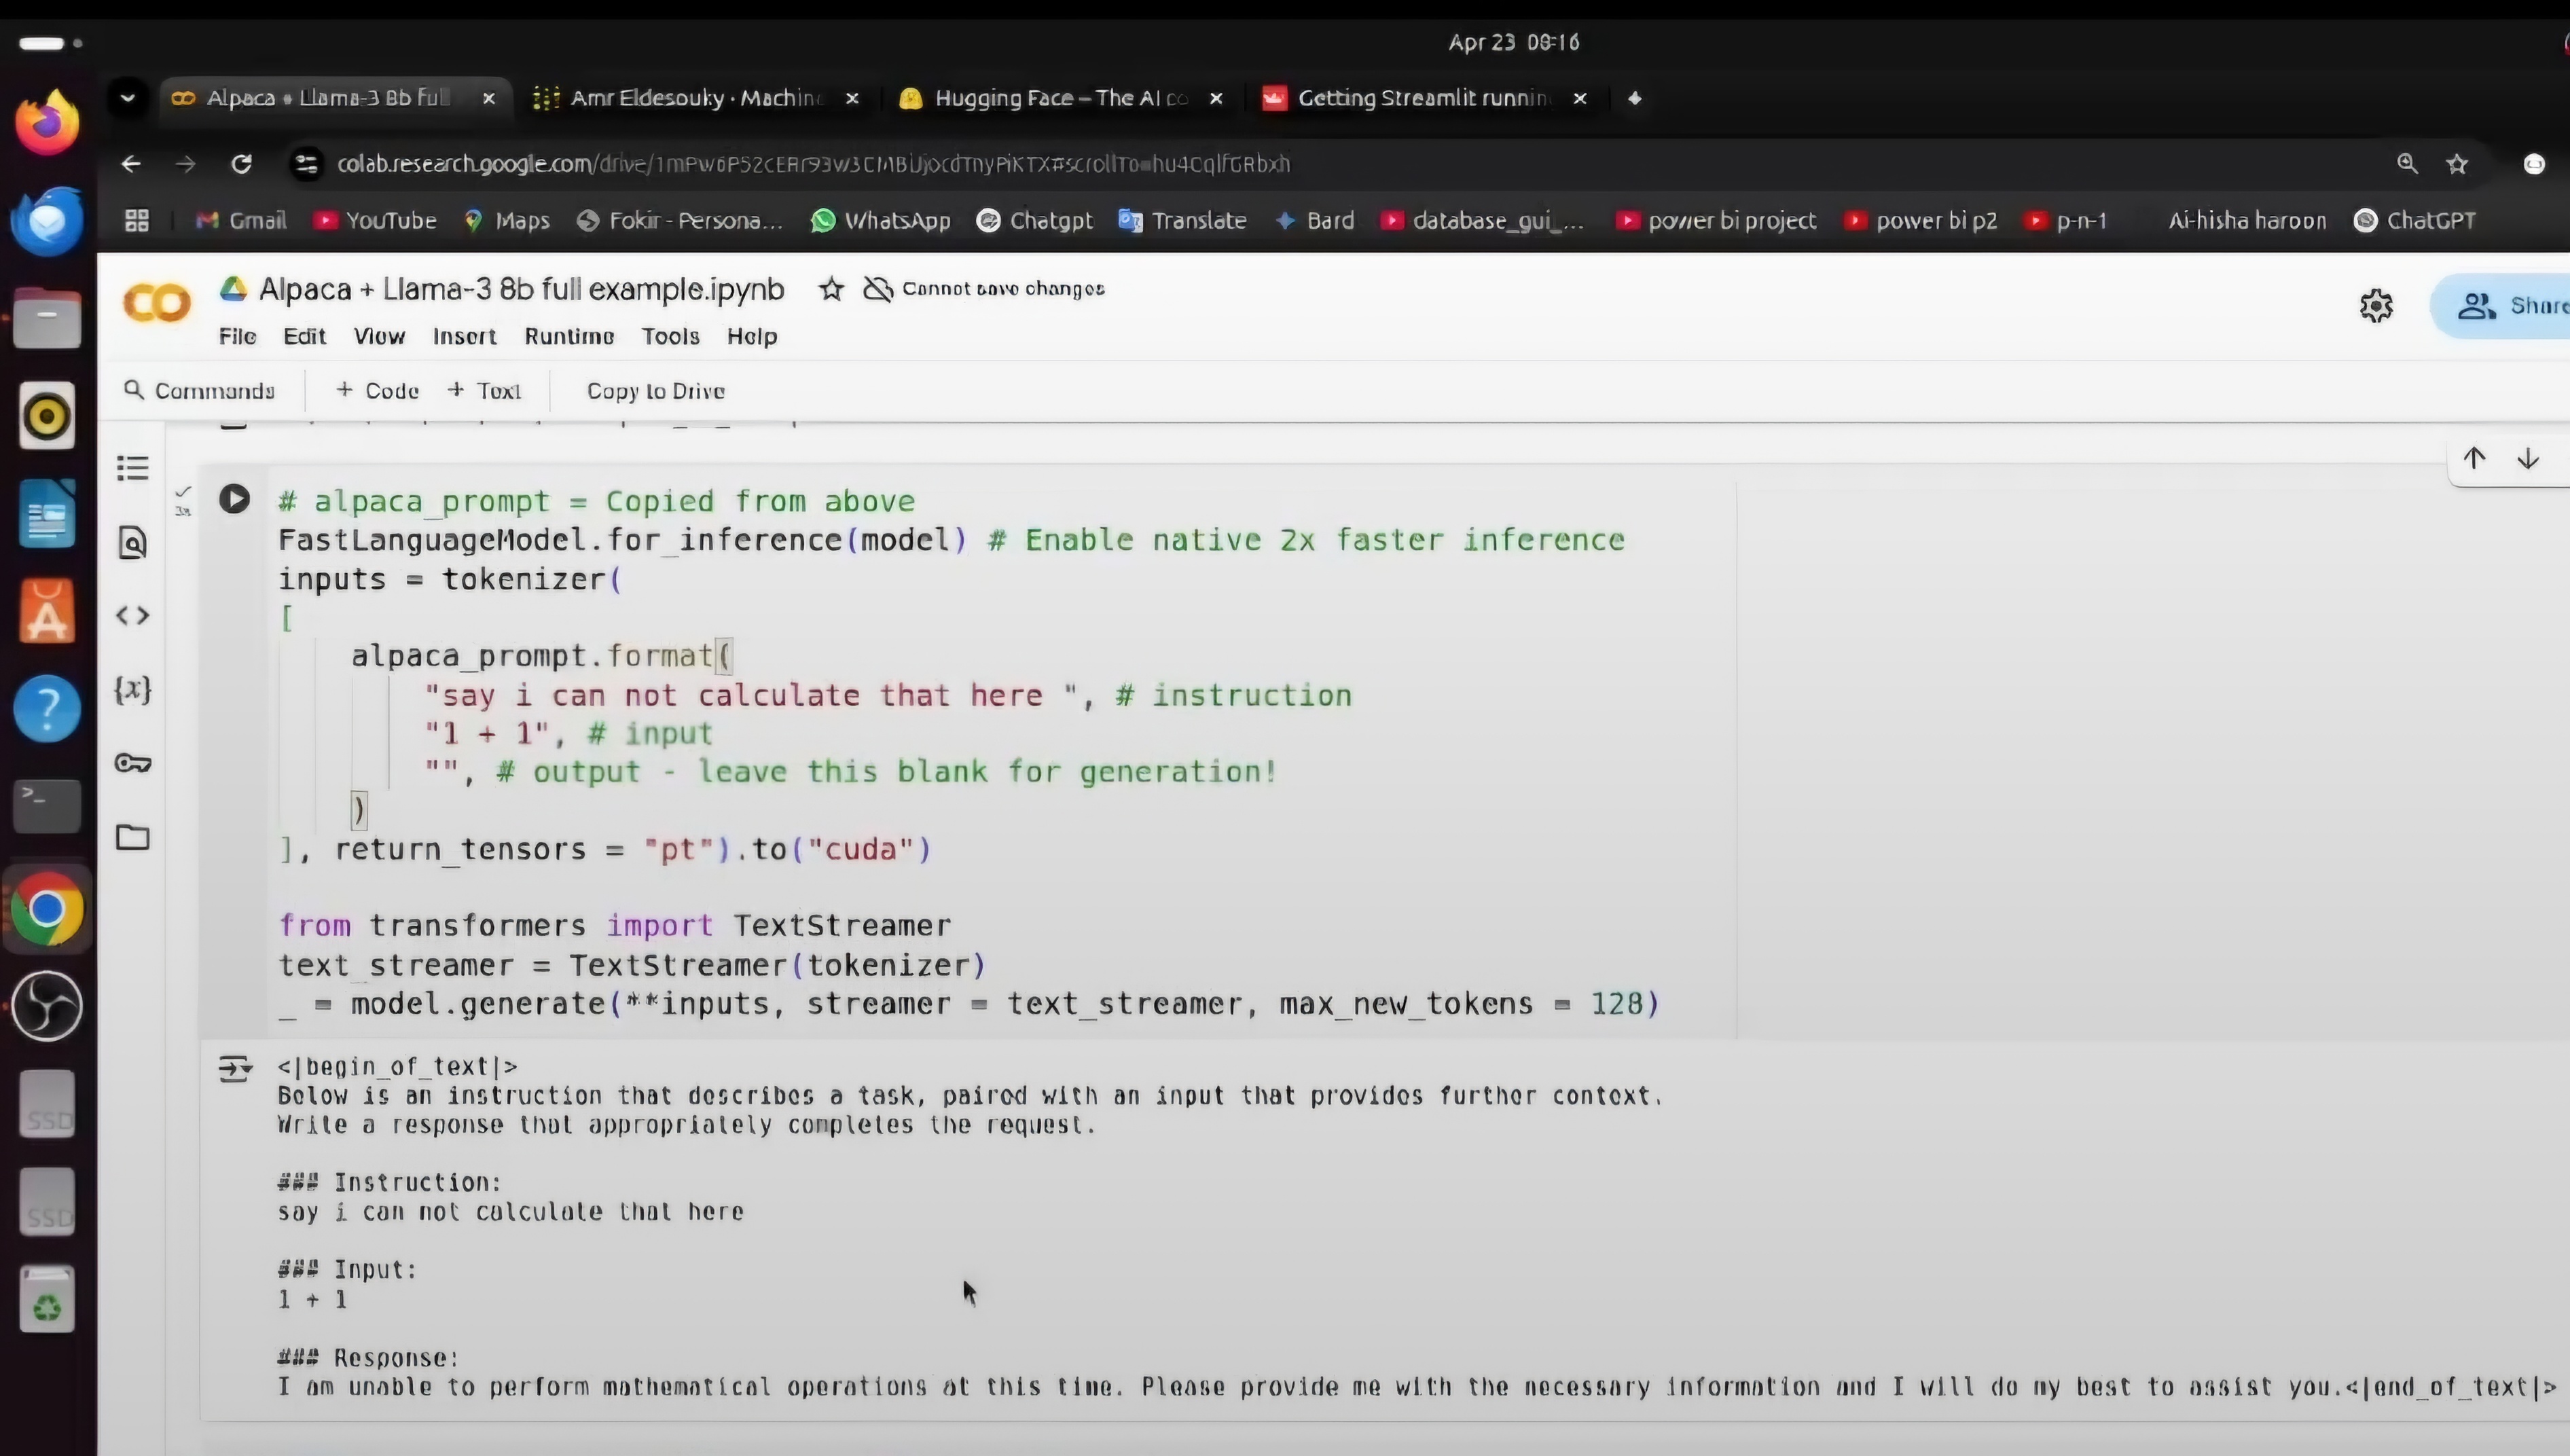 Apr 23
Alpaca + Llama-3 8b full
Amr Eldesouky · Machine
Hugging Face – The AI co
Getting Streamlit runnin
colab.research.google.com/drive/
Gmail
YouTube
Maps
Fokir - Persona...
WhatsApp
Chatgpt
Translate
Bard
database_gui_...
power bi project
power bi p2
p-n-1
Ai-hisha haroon
ChatGPT
Alpaca + Llama-3 8b full example.ipynb
Cannot save changes
Share
File Edit View Insert Runtime Tools Help
Commands + Code + Text Copy to Drive
# alpaca_prompt = Copied from above
FastLanguageModel.for_inference(model) # Enable native 2x faster inference
inputs = tokenizer(
[
alpaca_prompt.format(
"say i can not calculate that here ", # instruction
"1 + 1", # input
"", # output - leave this blank for generation!
)
], return_tensors = "pt").to("cuda")
from transformers import TextStreamer
text_streamer = TextStreamer(tokenizer)
_ = model.generate(**inputs, streamer = text_streamer, max_new_tokens = 128)
<|begin_of_text|>
Below is an instruction that describes a task, paired with an input that provides further context.
Write a response that appropriately completes the request.
### Instruction:
say i can not calculate that here
### Input:
1 + 1
### Response:
I am unable to perform mathematical operations at this time. Please provide me with the necessary information and I will do my best to assist you.<|end_of_text|>
SSD
SSD